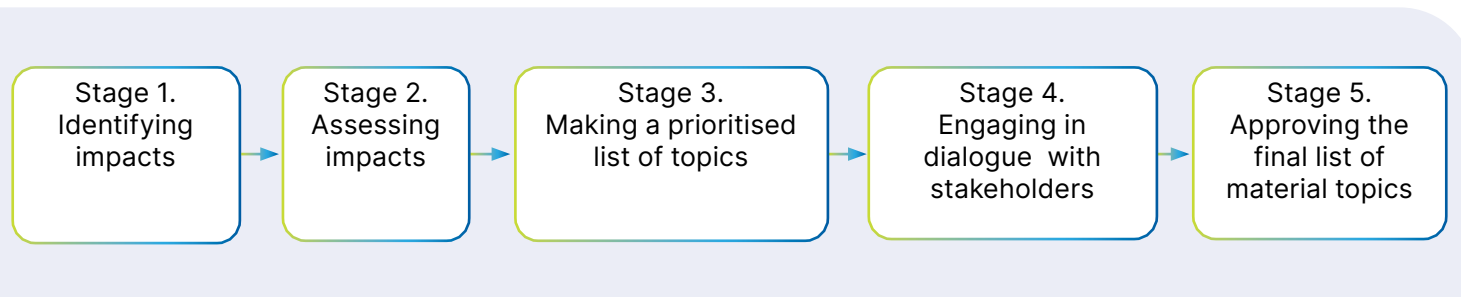 Stage 1.
Identifying
impacts
Stage 2.
Assessing
impacts
Stage 3.
Making a prioritised
list of topics
Stage 4.
Engaging in
dialogue  with
stakeholders
Stage 5.
Approving the
final list of
material topics